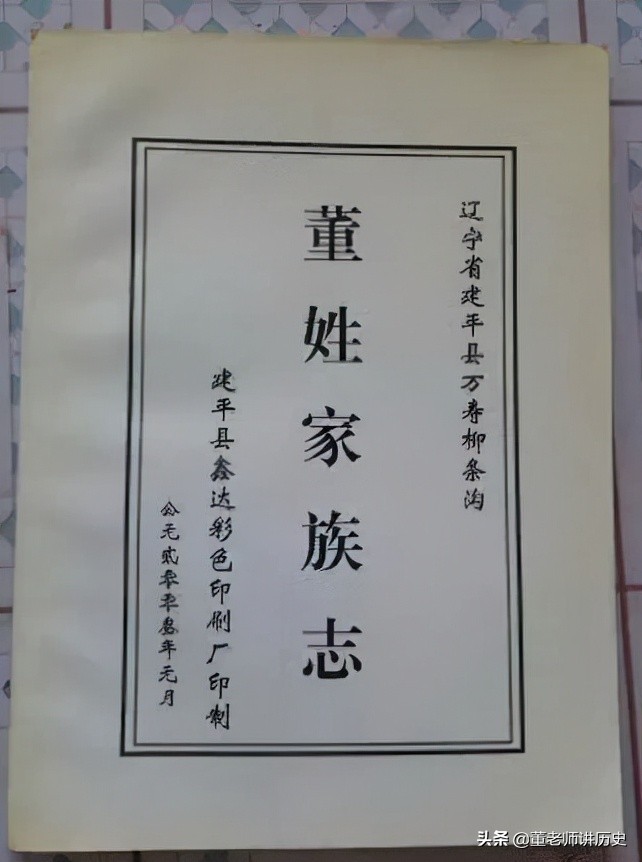 辽宁省建平县万寿柳条沟
董姓家族志
建平县鑫达彩色印刷厂印制
公元贰零零叁年元月
头条 @董老师讲历史